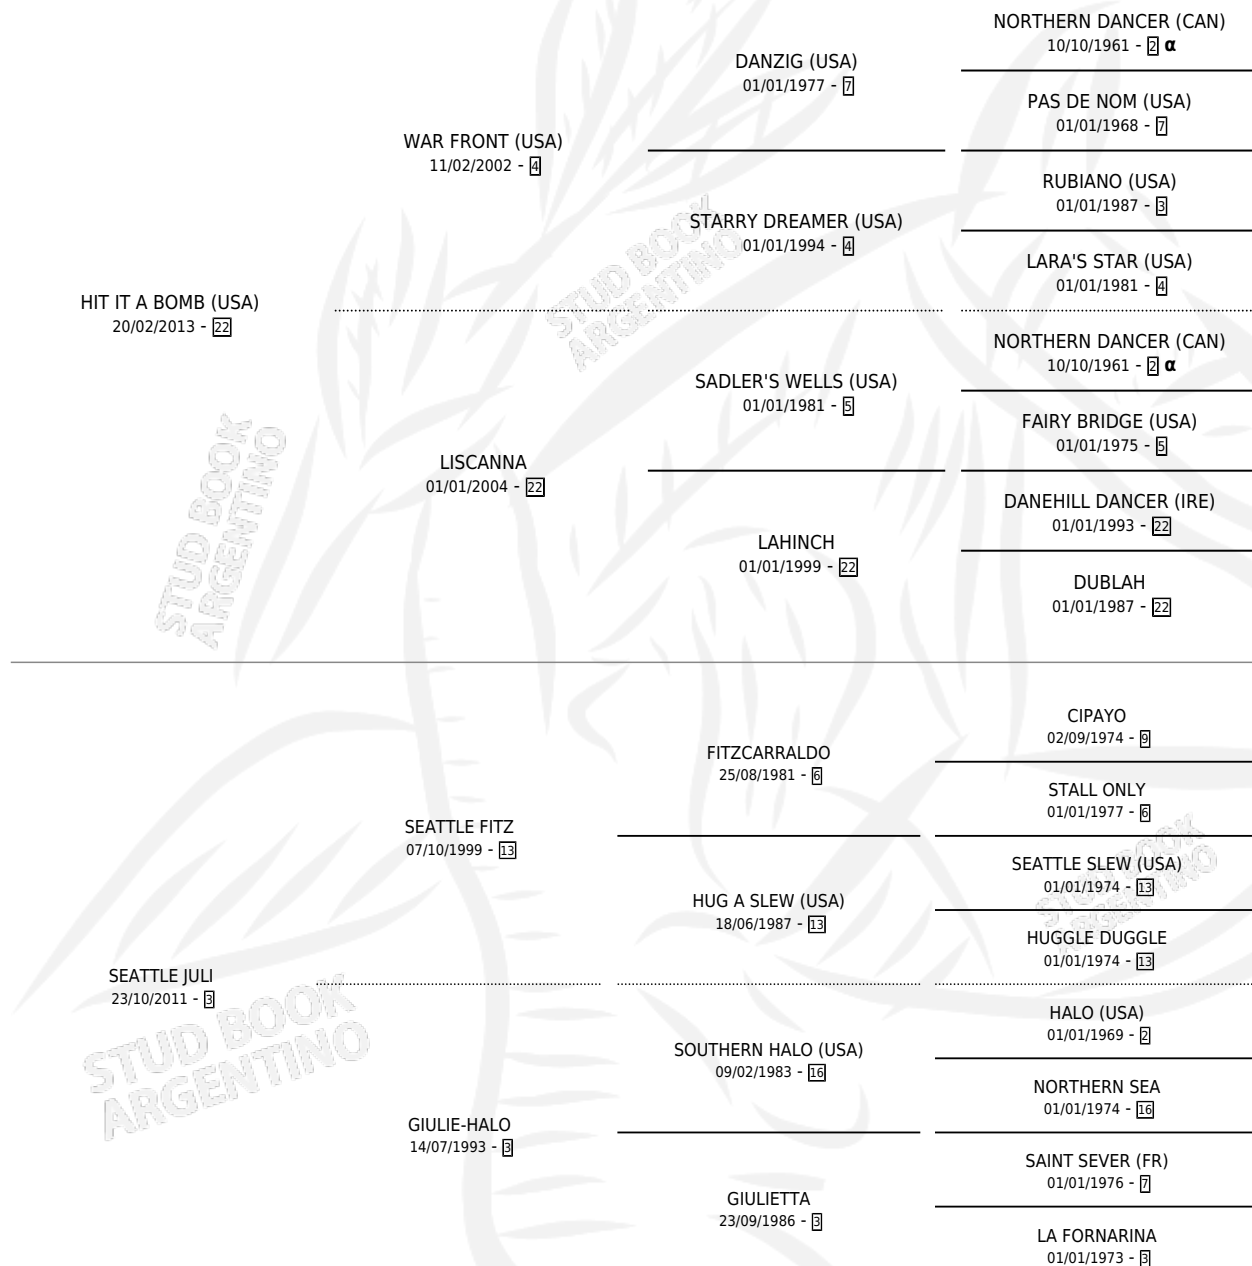 NORTHERN DANCER (CAN)
10/10/1961 - 2 α
DANZIG (USA)
01/01/1977 - 7
PAS DE NOM (USA)
01/01/1968 - 7
WAR FRONT (USA)
11/02/2002 - 4
RUBIANO (USA)
01/01/1987 - 3
STARRY DREAMER (USA)
01/01/1994 - 4
LARA'S STAR (USA)
01/01/1981 - 4
HIT IT A BOMB (USA)
20/02/2013 - 22
NORTHERN DANCER (CAN)
10/10/1961 - 2 α
SADLER'S WELLS (USA)
01/01/1981 - 5
FAIRY BRIDGE (USA)
01/01/1975 - 5
LISCANNA
01/01/2004 - 22
DANEHILL DANCER (IRE)
01/01/1993 - 22
LAHINCH
01/01/1999 - 22
DUBLAH
01/01/1987 - 22
CIPAYO
02/09/1974 - 9
FITZCARRALDO
25/08/1981 - 6
STALL ONLY
01/01/1977 - 6
SEATTLE FITZ
07/10/1999 - 13
SEATTLE SLEW (USA)
01/01/1974 - 13
HUG A SLEW (USA)
18/06/1987 - 13
HUGGLE DUGGLE
01/01/1974 - 13
SEATTLE JULI
23/10/2011 - 3
HALO (USA)
01/01/1969 - 2
SOUTHERN HALO (USA)
09/02/1983 - 16
NORTHERN SEA
01/01/1974 - 16
GIULIE-HALO
14/07/1993 - 3
SAINT SEVER (FR)
01/01/1976 - 7
GIULIETTA
23/09/1986 - 3
LA FORNARINA
01/01/1973 - 3
STUD BOOK
ARGENTINO
STUD BOOK
ARGENTINO
STUD BOOK
ARGENTINO
STUD BOOK
ARGENTINO